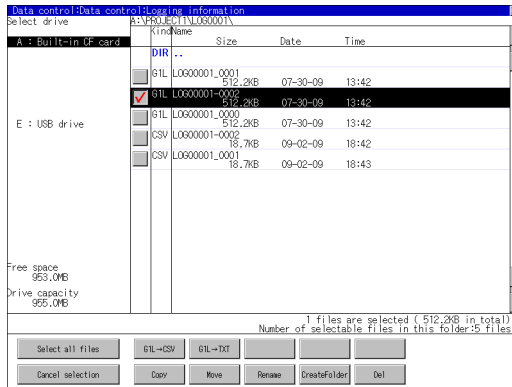 Data control:Data control:Logging information
Select drive
A:\PROJECT1\LOG00001\
Kind Name
Size Date Time
A : Built-in CF card
DIR ..
G1L LOG00001_0001
512.2KB 07-30-09 13:42
G1L LOG00001-0002
512.2KB 07-30-09 13:42
G1L LOG00001_0000
512.2KB 07-30-09 13:42
E : USB drive
CSV LOG00001-0002
18.7KB 09-02-09 18:42
CSV LOG00001_0001
18.7KB 09-02-09 18:43
Free space
953.0MB
Drive capacity
955.0MB
1 files are selected ( 512.2KB in total)
Number of selectable files in this folder:5 files
Select all files G1L→CSV G1L→TXT
Cancel selection Copy Move Rename CreateFolder Del